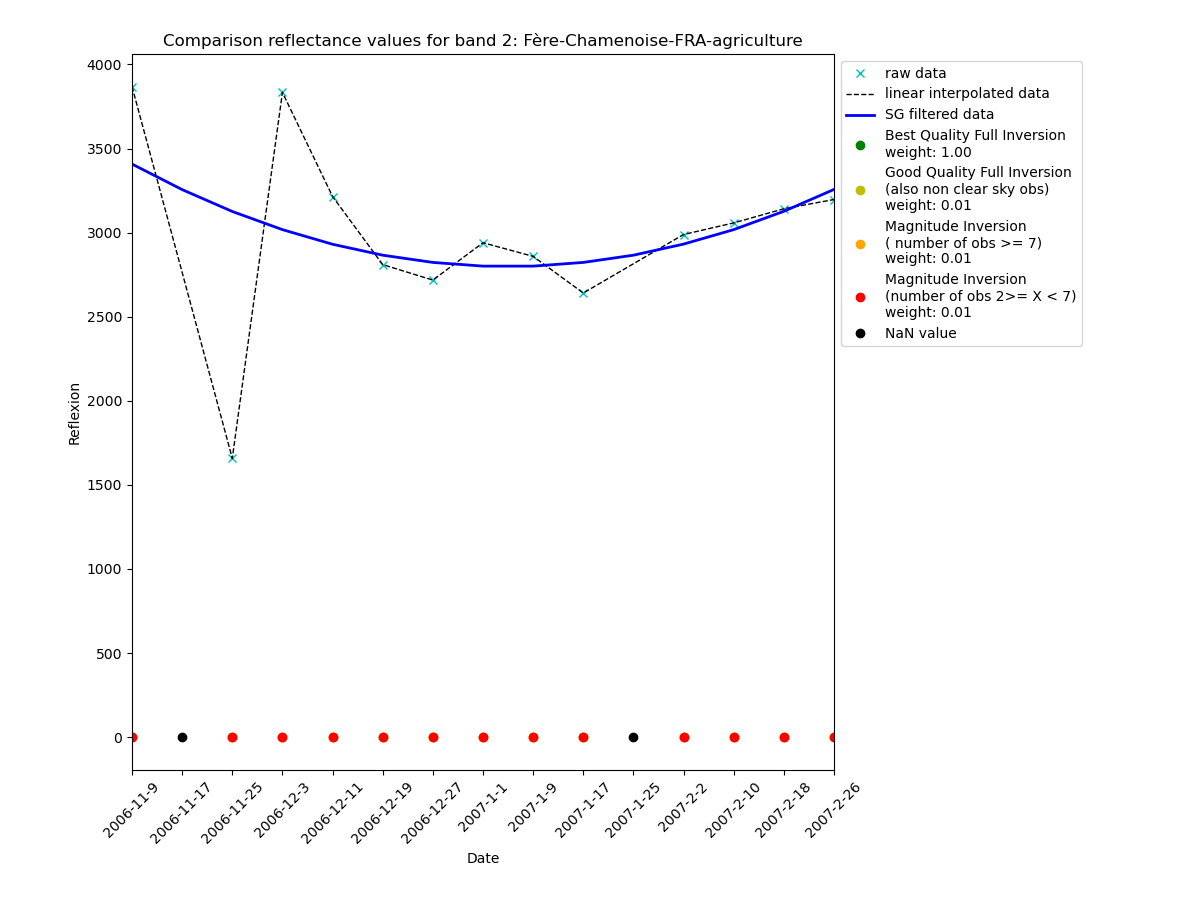 Comparison reflectance values for band 2: Fère-Chamenoise-FRA-agriculture
4000
3500
3000
2500
2000
1500
1000
500
0
Reflexion
2006-11-9
2006-11-17
2006-11-25
2006-12-3
2006-12-11
2006-12-19
2006-12-27
2007-1-1
2007-1-9
2007-1-17
2007-1-25
2007-2-2
2007-2-10
2007-2-18
2007-2-26
Date
raw data
linear interpolated data
SG filtered data
Best Quality Full Inversion
weight: 1.00
Good Quality Full Inversion
(also non clear sky obs)
weight: 0.01
Magnitude Inversion
( number of obs >= 7)
weight: 0.01
Magnitude Inversion
(number of obs 2>= X < 7)
weight: 0.01
NaN value